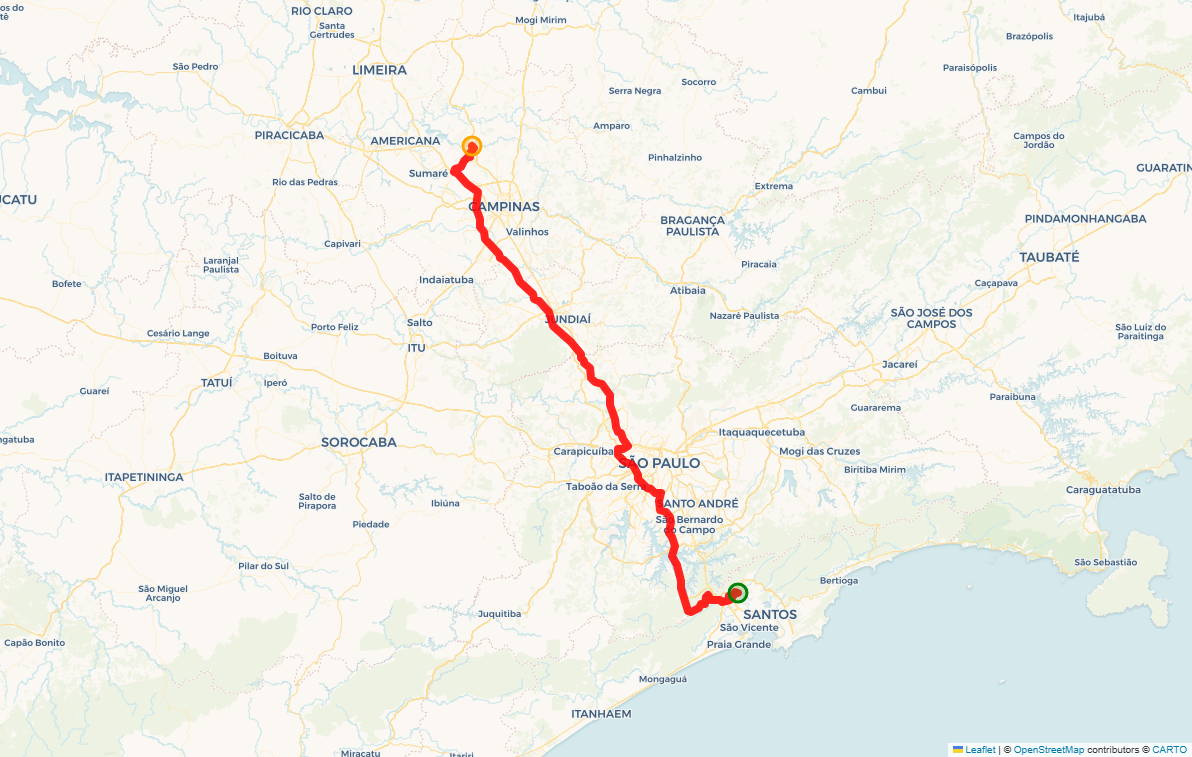 RIO CLARO
Santa
Gertrudes
Mogi Mirim
Itajubá
Brazópolis
São Pedro
LIMEIRA
Socorro
Serra Negra
Paraisópolis
Cambui
Amparo
PIRACICABA
AMERICANA
Campos do
Jordão
Pinhalzinho
GUARATIN
Sumaré
Rio das Pedras
Extrema
UCATU
CAMPINAS
BRAGANÇA
PAULISTA
PINDAMONHANGABA
Valinhos
Capivari
TAUBATÉ
Laranjal
Paulista
Piracaia
Bofete
Indaiatuba
Caçapava
Atibaia
Nazaré Paulista
SÃO JOSÉ DOS
CAMPOS
Salto
JUNDIAÍ
Porto Feliz
Cesário Lange
São Luiz do
Paraitinga
ITU
Boituva
Jacareí
TATUÍ
Iperó
Guareí
Paraibuna
Guararema
Itaquaquecetuba
ngatuba
SOROCABA
Carapicuíba
Mogi das Cruzes
SÃO PAULO
Biritiba Mirim
ITAPETININGA
Taboão da Serra
Caraguatatuba
Salto de
Pirapora
Ibiúna
SANTO ANDRÉ
Piedade
São Bernardo
do Campo
Pilar do Sul
São Sebastião
Bertioga
São Miguel
Arcanjo
Juquitiba
SANTOS
São Vicente
Capão Bonito
Praia Grande
Mongaguá
ITANHAEM
Miracatu
Itariri
Leaflet | © OpenStreetMap contributors © CARTO